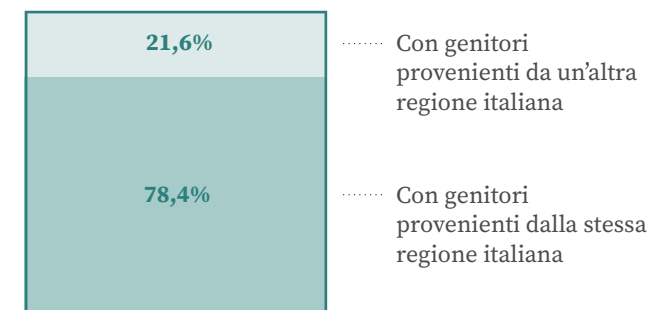 21,6%
Con genitori
provenienti da un’altra
regione italiana
78,4%
Con genitori
provenienti dalla stessa
regione italiana